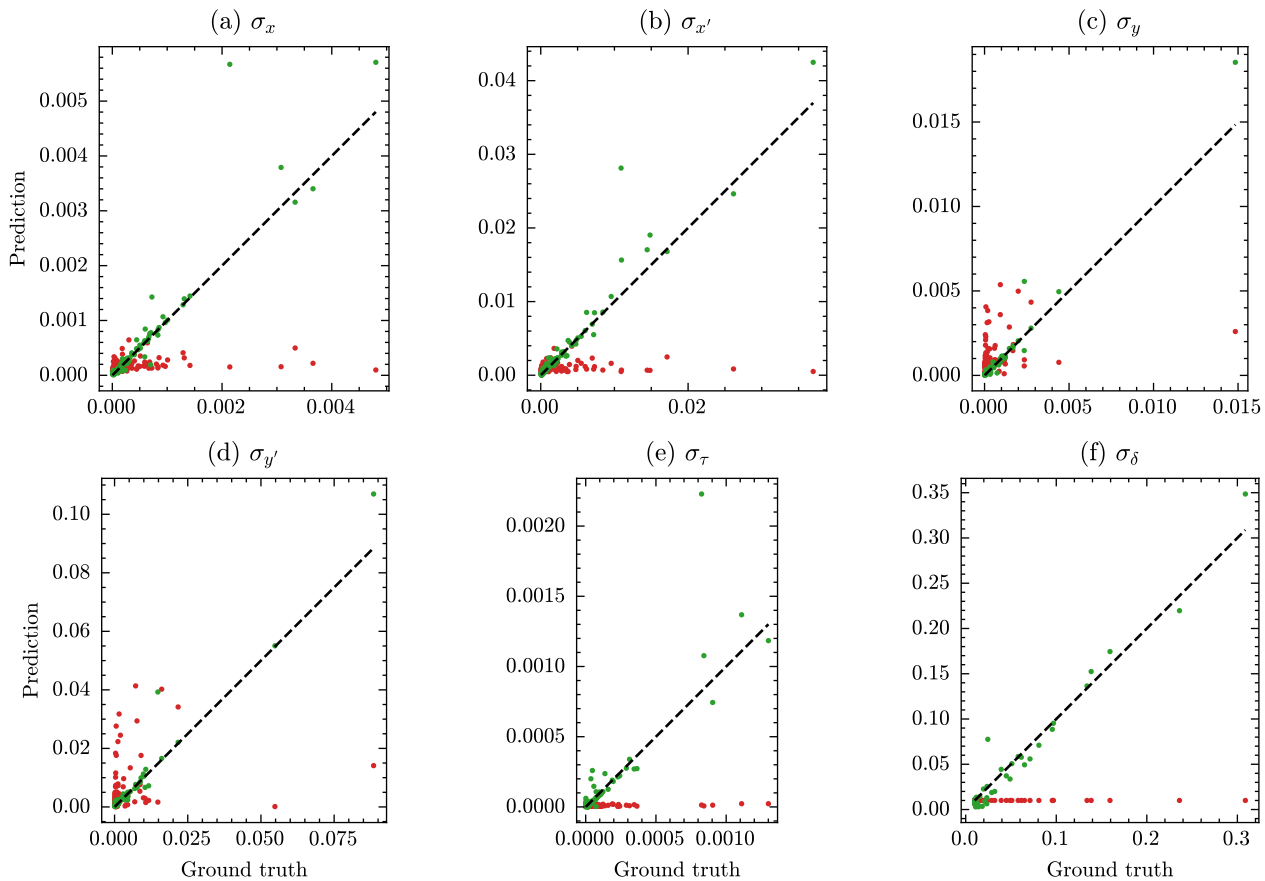 (a) σx
(b) σx′
(c) σy
Prediction
0.005
0.004
0.003
0.002
0.001
0.000
0.000 0.002 0.004
0.04
0.03
0.02
0.01
0.00
0.00 0.02
0.015
0.010
0.005
0.000
0.000 0.005 0.010 0.015
(d) σy′
(e) στ
(f) σδ
Prediction
0.10
0.08
0.06
0.04
0.02
0.00
0.000 0.025 0.050 0.075
Ground truth
0.0020
0.0015
0.0010
0.0005
0.0000
0.0000 0.0005 0.0010
Ground truth
0.35
0.30
0.25
0.20
0.15
0.10
0.05
0.00
0.0 0.1 0.2 0.3
Ground truth